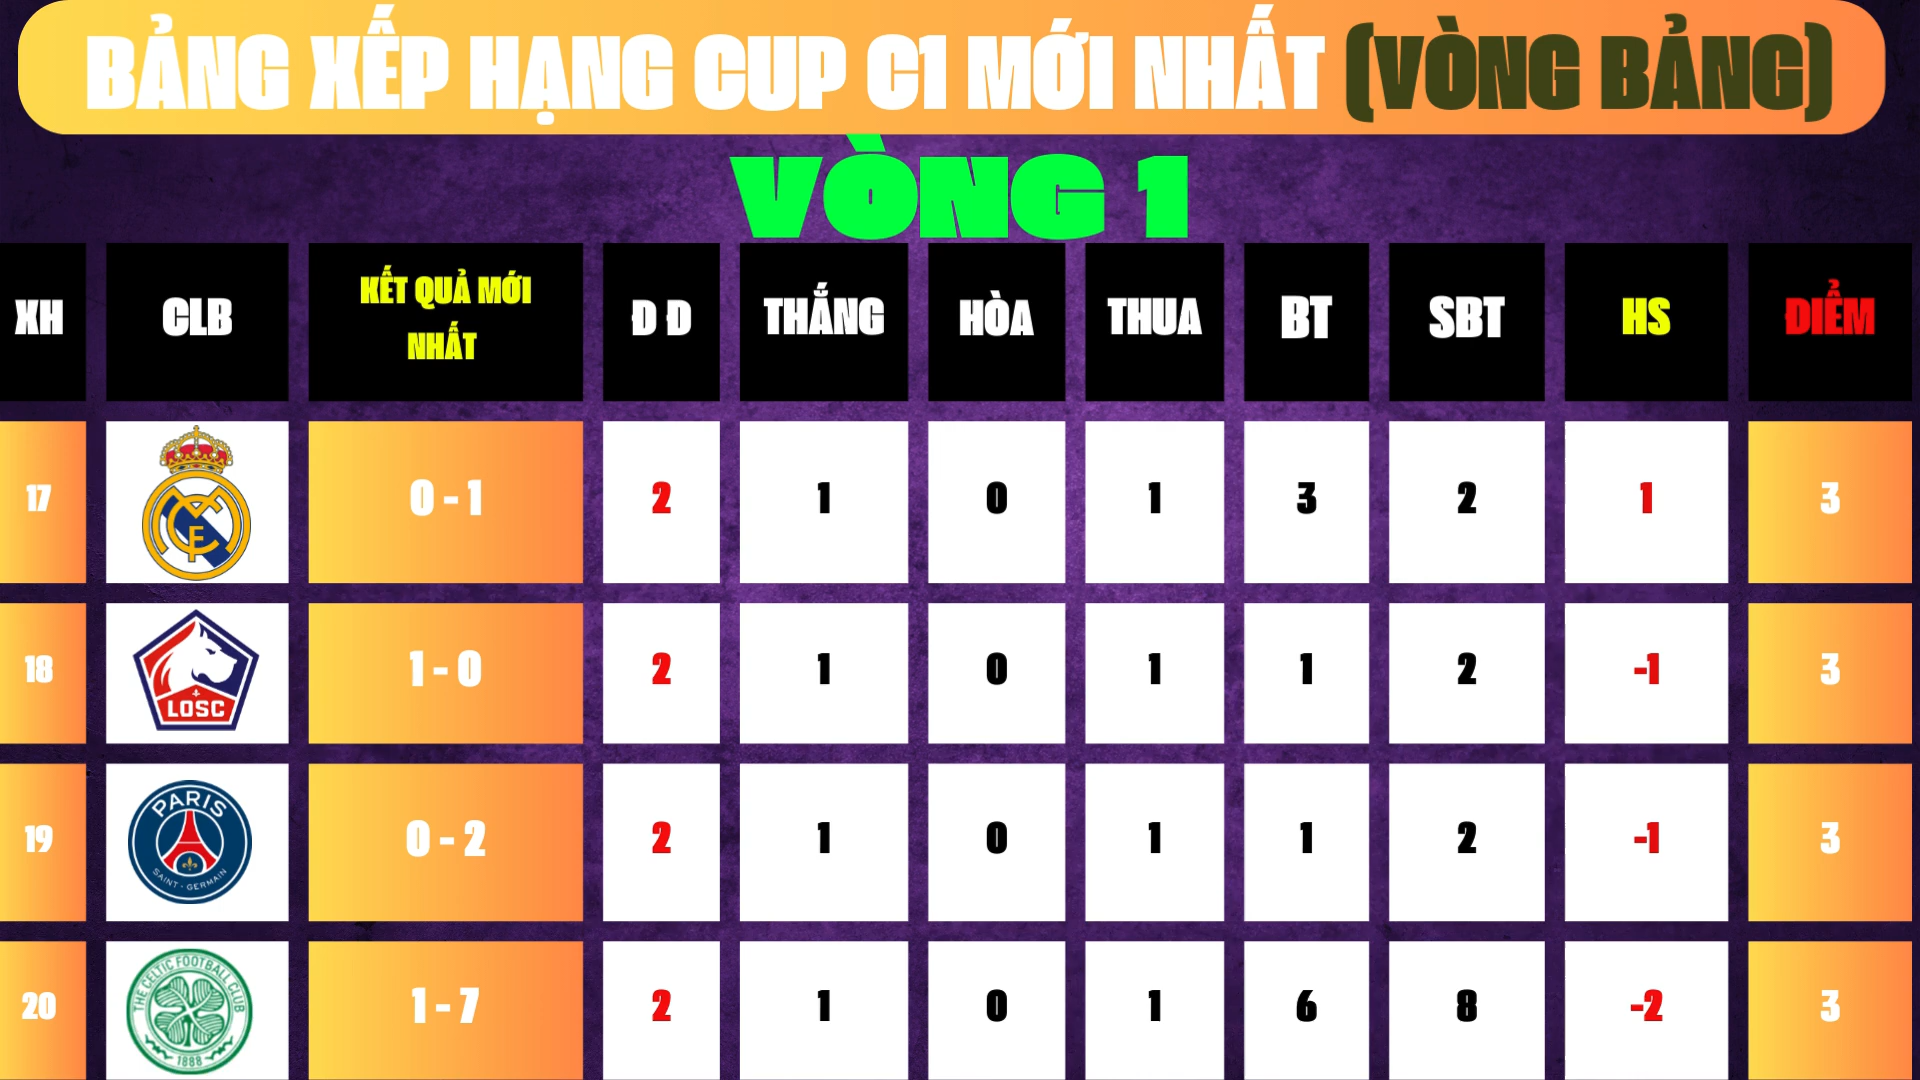 BẢNG XẾP HẠNG CUP C1 MỚI NHẤT (VÒNG BẢNG)
VÒNG 1
XH CLB KẾT QUẢ MỚI NHẤT Đ Đ THẮNG HÒA THUA BT SBT HS ĐIỂM
17 0 - 1 2 1 0 1 3 2 1 3
18 LOSC 1 - 0 2 1 0 1 1 2 -1 3
19 PARIS SAINT - GERMAIN 0 - 2 2 1 0 1 1 2 -1 3
20 THE CELTIC FOOTBALL CLUB 1888 1 - 7 2 1 0 1 6 8 -2 3